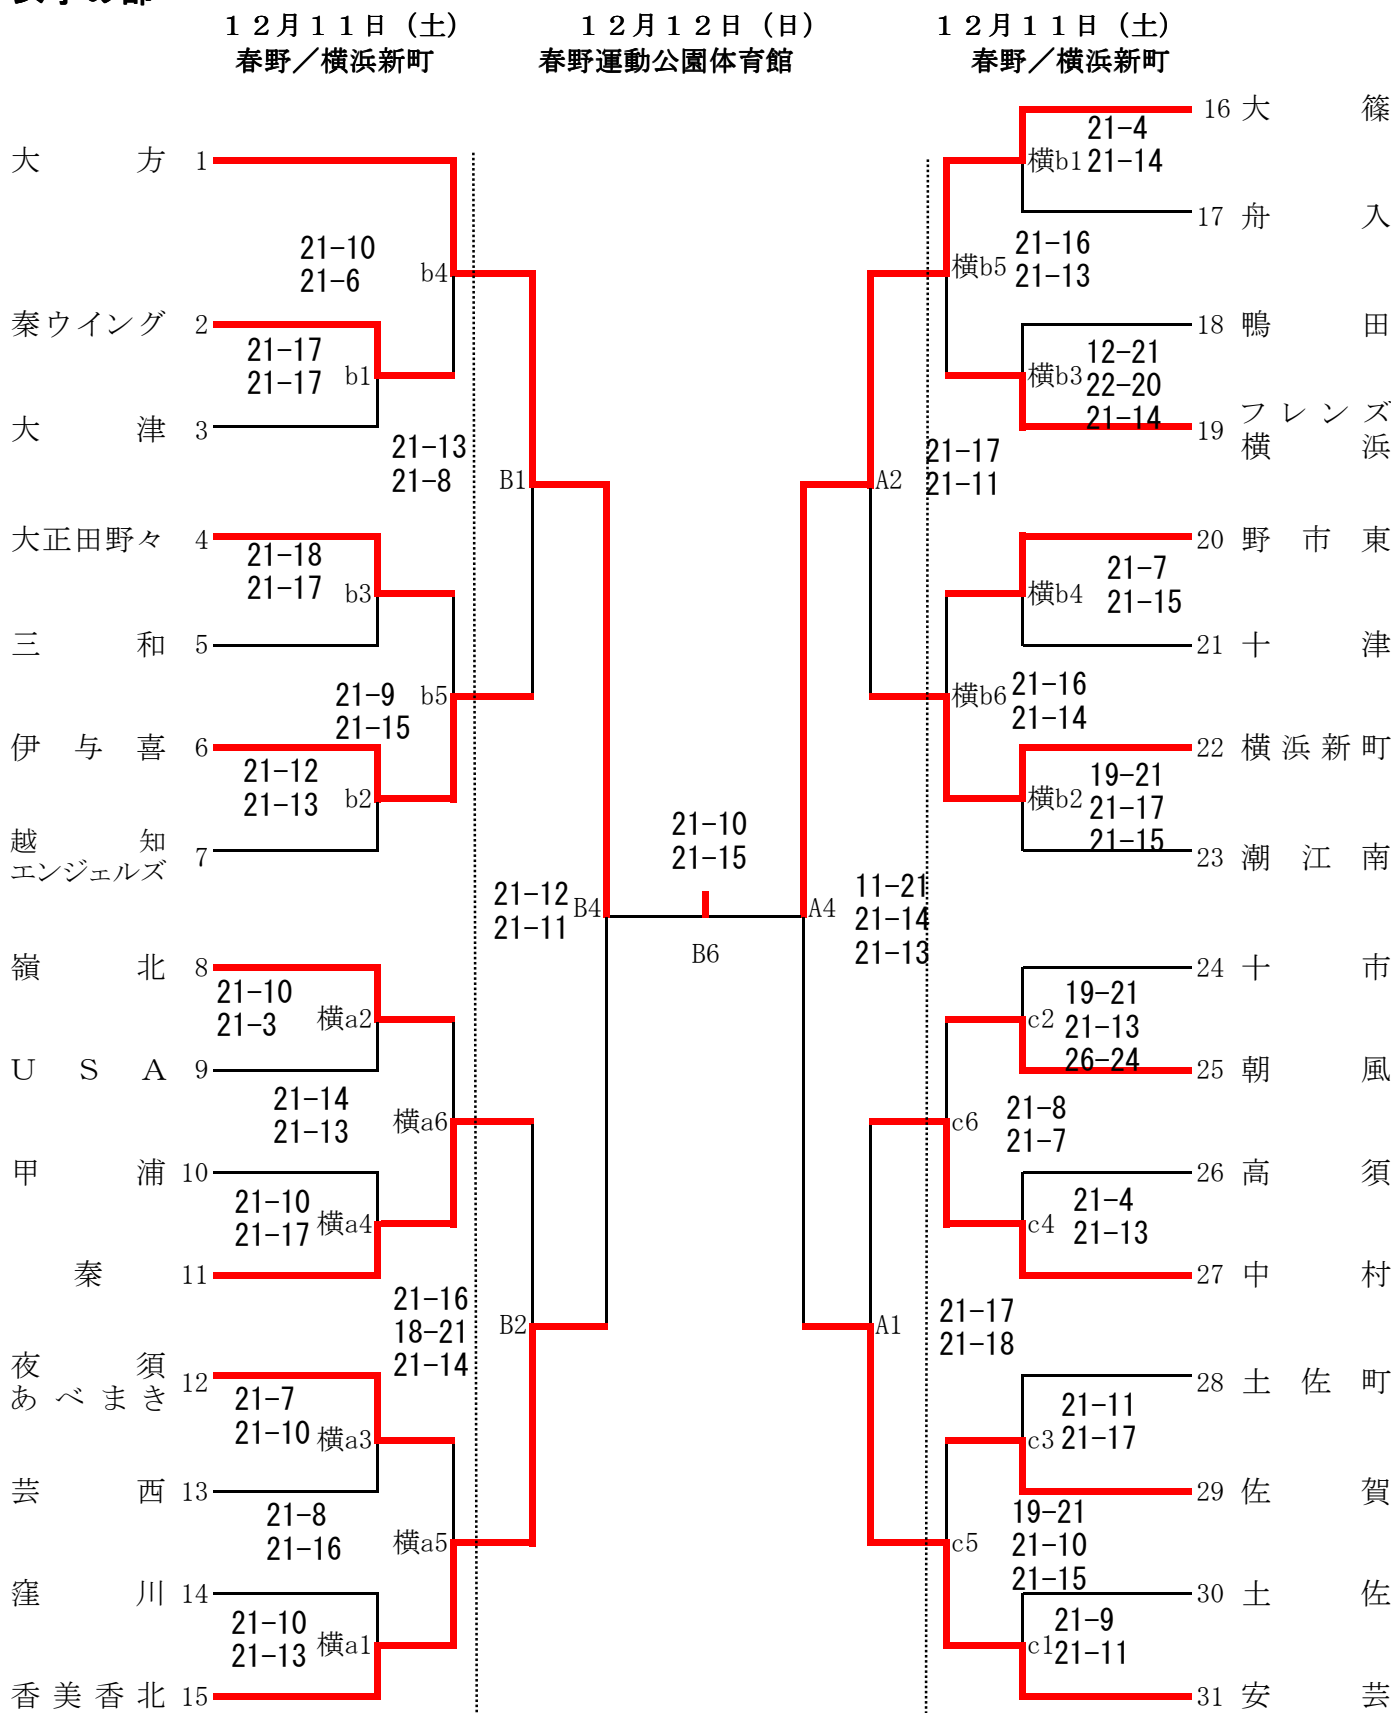 １２月１１日（土）
春野／横浜新町
１２月１２日（日）
春野運動公園体育館
１２月１１日（土）
春野／横浜新町
大方 1
21-10
21-6
b4
秦ウイング 2
21-17
21-17
b1
大津 3
21-13
21-8
B1
大正田野々 4
21-18
21-17
b3
三和 5
21-9
21-15
b5
伊与喜 6
21-12
21-13
b2
越知
エンジェルズ
7
21-12
21-11
B4
嶺北 8
21-10
21-3
横a2
ＵＳＡ 9
21-14
21-13
横a6
甲浦 10
21-10
21-17
横a4
秦 11
21-16
18-21
21-14
B2
夜須
あべまき
12
21-7
21-10
横a3
芸西 13
21-8
21-16
横a5
窪川 14
21-10
21-13
横a1
香美香北 15
21-10
21-15
B6
16 大篠
21-4
21-14
横b1
17 舟入
横b5
21-16
21-13
18 鴨田
横b3
12-21
22-20
21-14
19
フレンズ
横浜
21-17
21-11
A2
20 野市東
21-7
21-15
横b4
21 十津
横b6
21-16
21-14
22 横浜新町
横b2
19-21
21-17
21-15
23 潮江南
A4
11-21
21-14
21-13
24 十市
c2
19-21
21-13
26-24
25 朝風
c6
21-8
21-7
26 高須
c4
21-4
21-13
27 中村
A1
21-17
21-18
28 土佐町
c3
21-11
21-17
29 佐賀
c5
19-21
21-10
21-15
30 土佐
c1
21-9
21-11
31 安芸